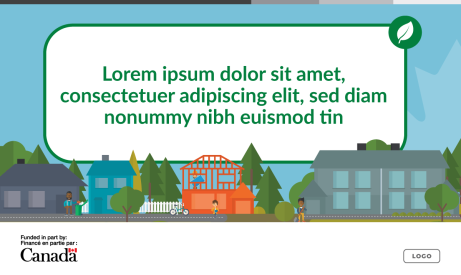 Lorem ipsum dolor sit amet,
consectetuer adipiscing elit, sed diam
nonummy nibh euismod tin
Funded in part by:
Financé en partie par :
Canada
LOGO